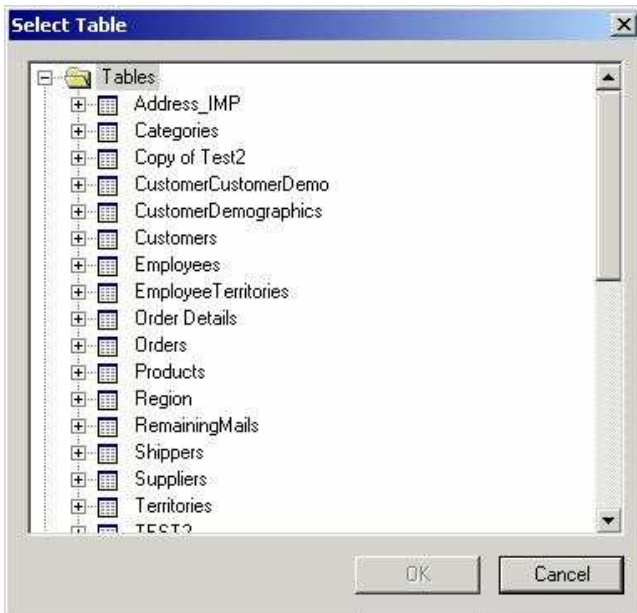 Select Table
Tables
Address_IMP
Categories
Copy of Test2
CustomerCustomerDemo
CustomerDemographics
Customers
Employees
EmployeeTerritories
Order Details
Orders
Products
Region
RemainingMails
Shippers
Suppliers
Territories
OK
Cancel